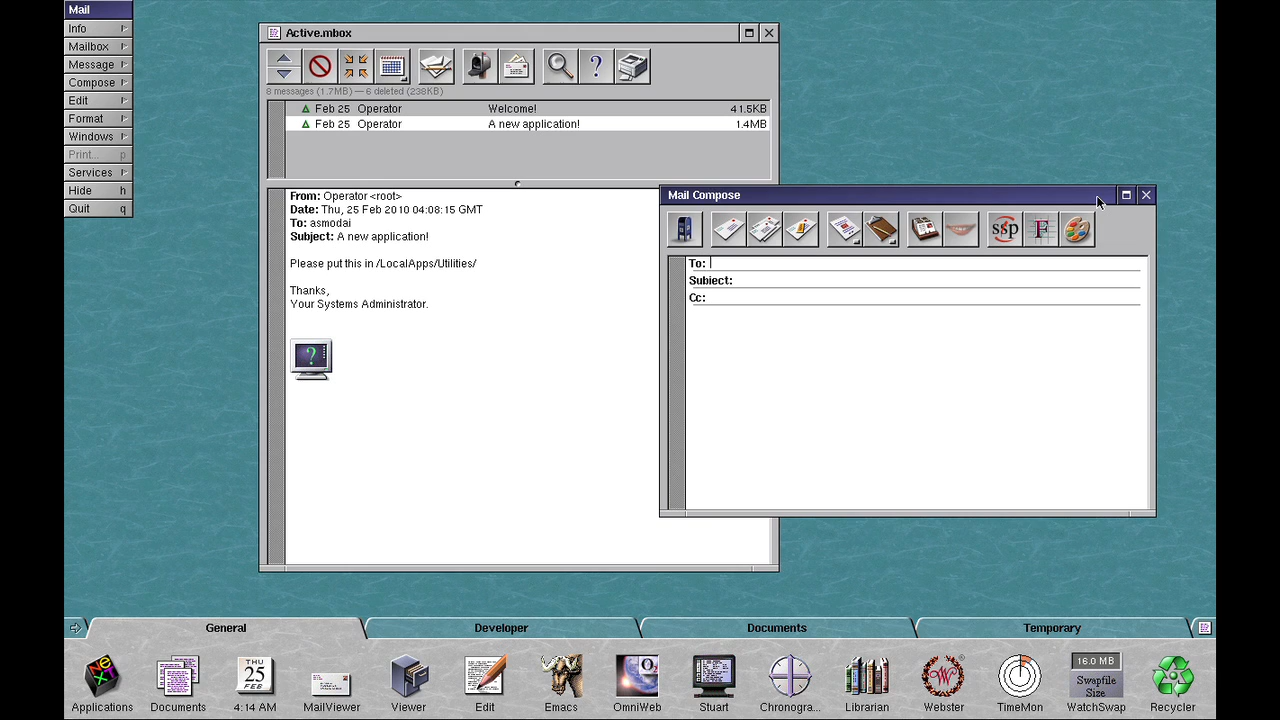 Mail
Info
Mailbox
Message
Compose
Edit
Format
Windows
Print... p
Services
Hide h
Quit q
Active.mbox
8 messages (1.7MB) — 6 deleted (238KB)
Feb 25 Operator Welcome! 41.5KB
Feb 25 Operator A new application! 1.4MB
From: Operator <root>
Date: Thu, 25 Feb 2010 04:08:15 GMT
To: asmodai
Subject: A new application!
Please put this in /LocalApps/Utilities/
Thanks,
Your Systems Administrator.
?
Mail Compose
ssp F
To:
Subject:
Cc:
General Developer Documents Temporary
THU
25
FEB
16.0 MB
Swapfile
Size
Applications Documents 4:14 AM MailViewer Viewer Edit Emacs OmniWeb Stuart Chronogra... Librarian Webster TimeMon WatchSwap Recycler